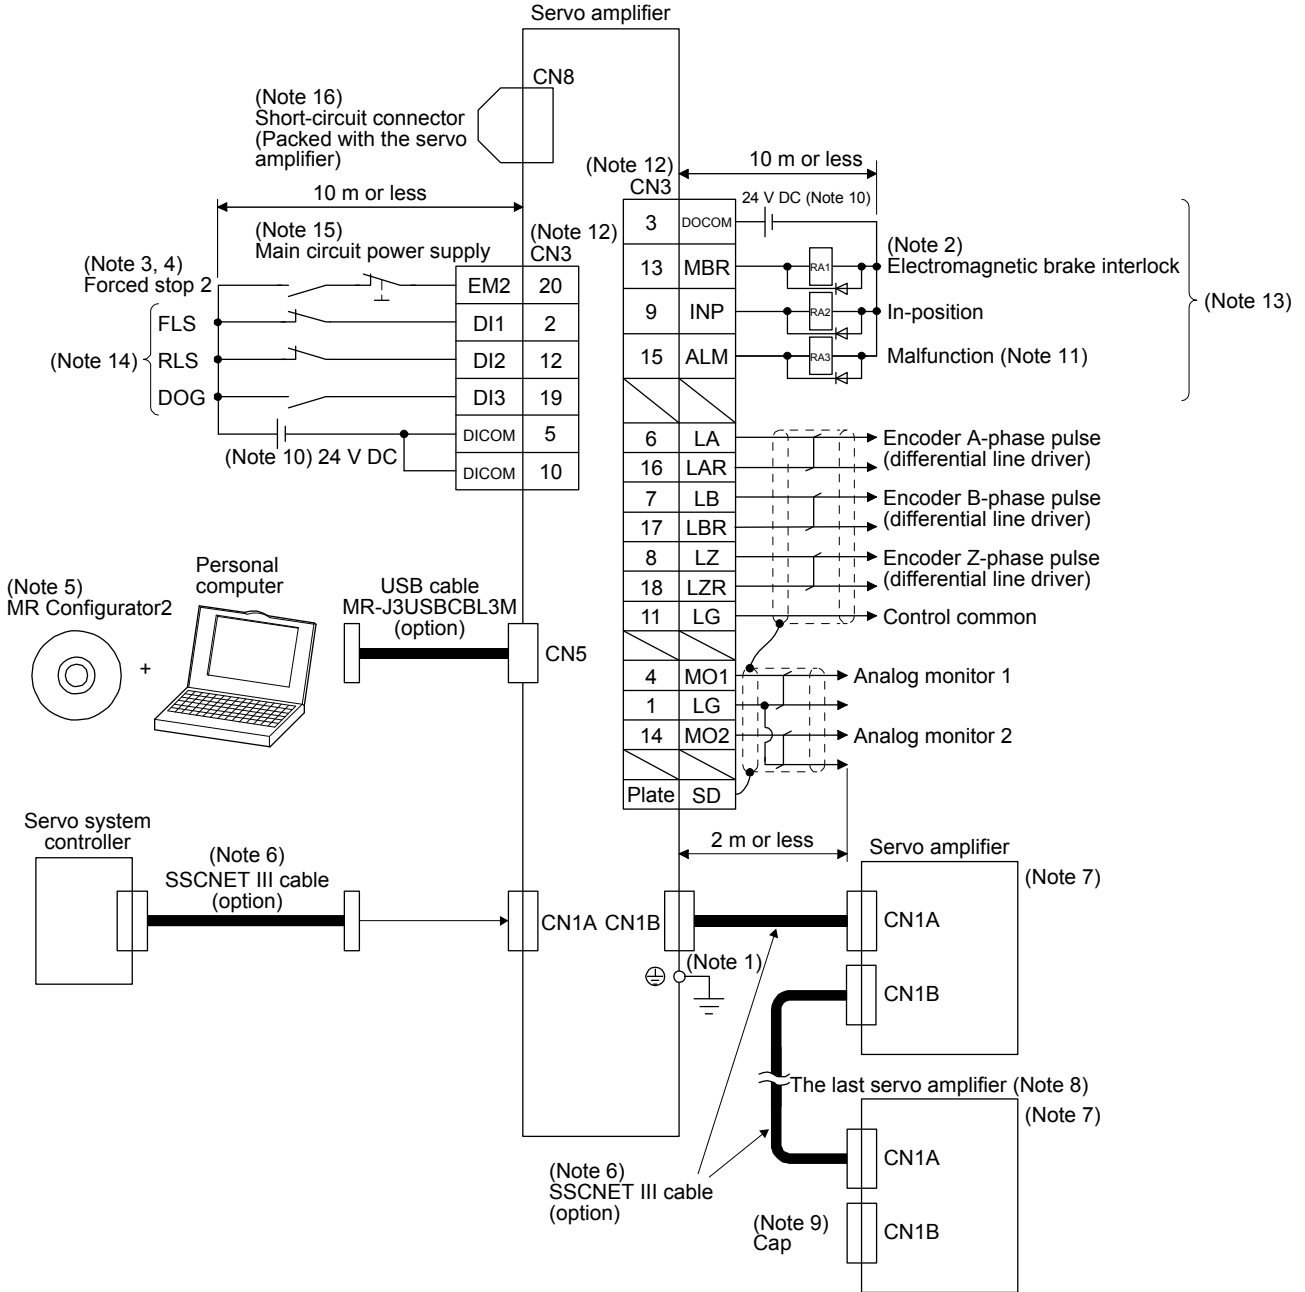 Servo amplifier
CN8
(Note 16)
Short-circuit connector
(Packed with the servo
amplifier)
10 m or less
(Note 15)
Main circuit power supply
(Note 12)
CN3
(Note 3, 4)
Forced stop 2
EM2 20
FLS
DI1 2
(Note 14)
RLS
DI2 12
DOG
DI3 19
DICOM 5
(Note 10) 24 V DC
DICOM 10
(Note 12)
CN3
10 m or less
24 V DC (Note 10)
3 DOCOM
(Note 2)
13 MBR RA1 Electromagnetic brake interlock
9 INP RA2 In-position
15 ALM RA3 Malfunction (Note 11)
(Note 13)
6 LA Encoder A-phase pulse
16 LAR (differential line driver)
7 LB Encoder B-phase pulse
17 LBR (differential line driver)
8 LZ Encoder Z-phase pulse
18 LZR (differential line driver)
11 LG Control common
4 MO1 Analog monitor 1
1 LG
14 MO2 Analog monitor 2
Plate SD
2 m or less
(Note 5)
MR Configurator2
+
Personal
computer
USB cable
MR-J3USBCBL3M
(option)
CN5
Servo system
controller
(Note 6)
SSCNET III cable
(option)
CN1A CN1B
(Note 1)
Servo amplifier
(Note 7)
CN1A
CN1B
The last servo amplifier (Note 8)
(Note 7)
CN1A
CN1B
(Note 6)
SSCNET III cable
(option)
(Note 9)
Cap